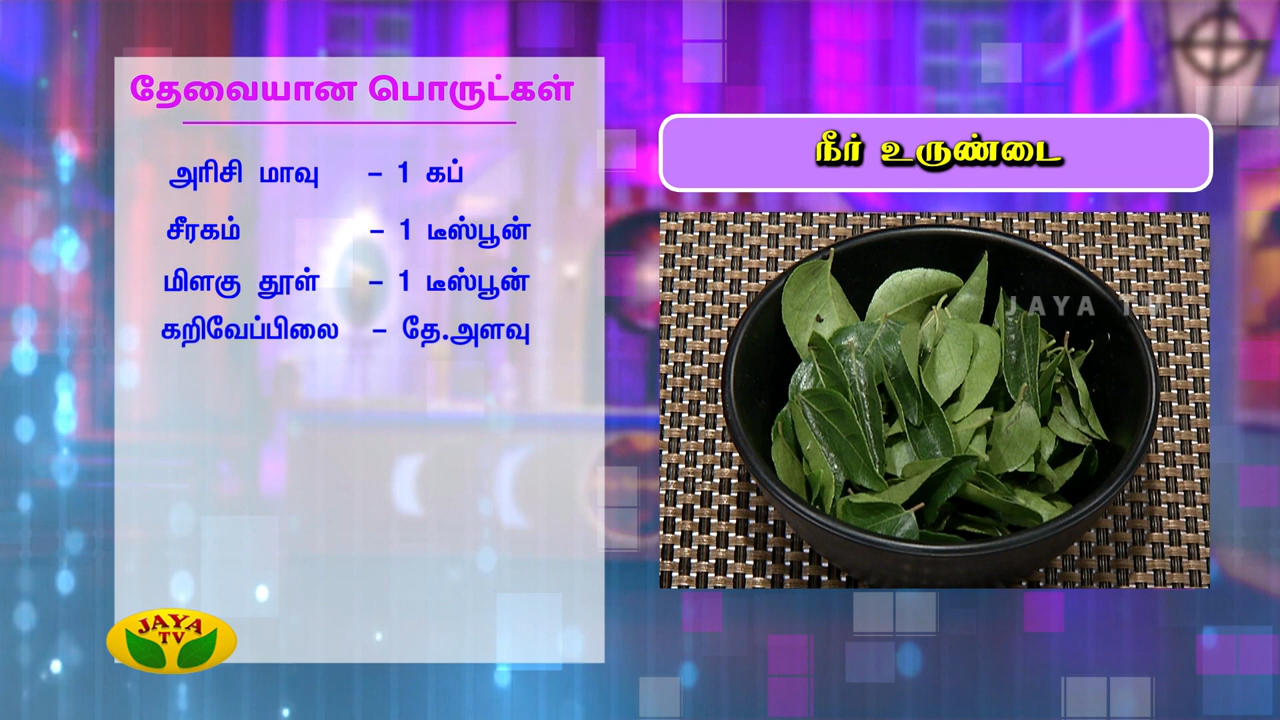 தேவையான பொருட்கள்
அரிசி மாவு - 1 கப்
சீரகம் - 1 டீஸ்பூன்
மிளகு தூள் - 1 டீஸ்பூன்
கறிவேப்பிலை - தே.அளவு
நீர் உருண்டை
JAYA TV
JAYA
TV